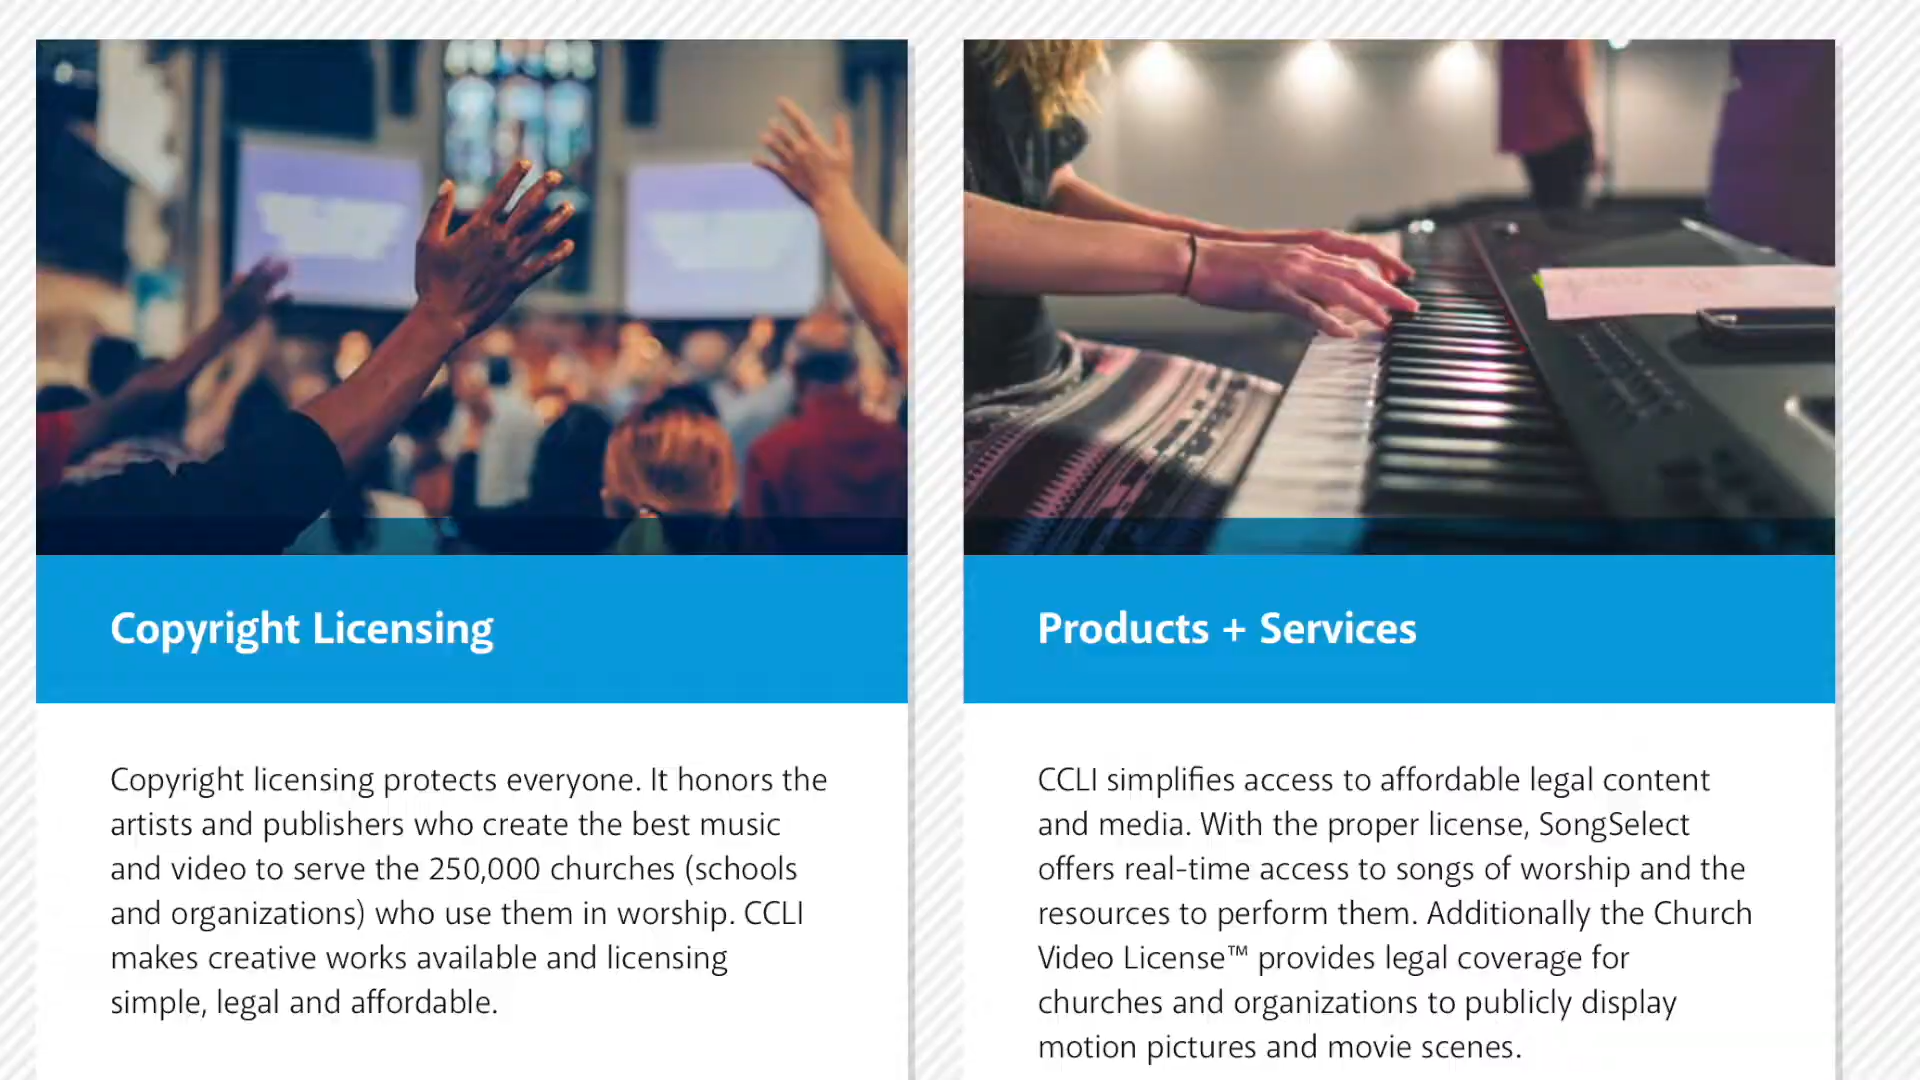 Copyright Licensing
Copyright licensing protects everyone. It honors the
artists and publishers who create the best music
and video to serve the 250,000 churches (schools
and organizations) who use them in worship. CCLI
makes creative works available and licensing
simple, legal and affordable.
Products + Services
CCLI simplifies access to affordable legal content
and media. With the proper license, SongSelect
offers real-time access to songs of worship and the
resources to perform them. Additionally the Church
Video License™ provides legal coverage for
churches and organizations to publicly display
motion pictures and movie scenes.